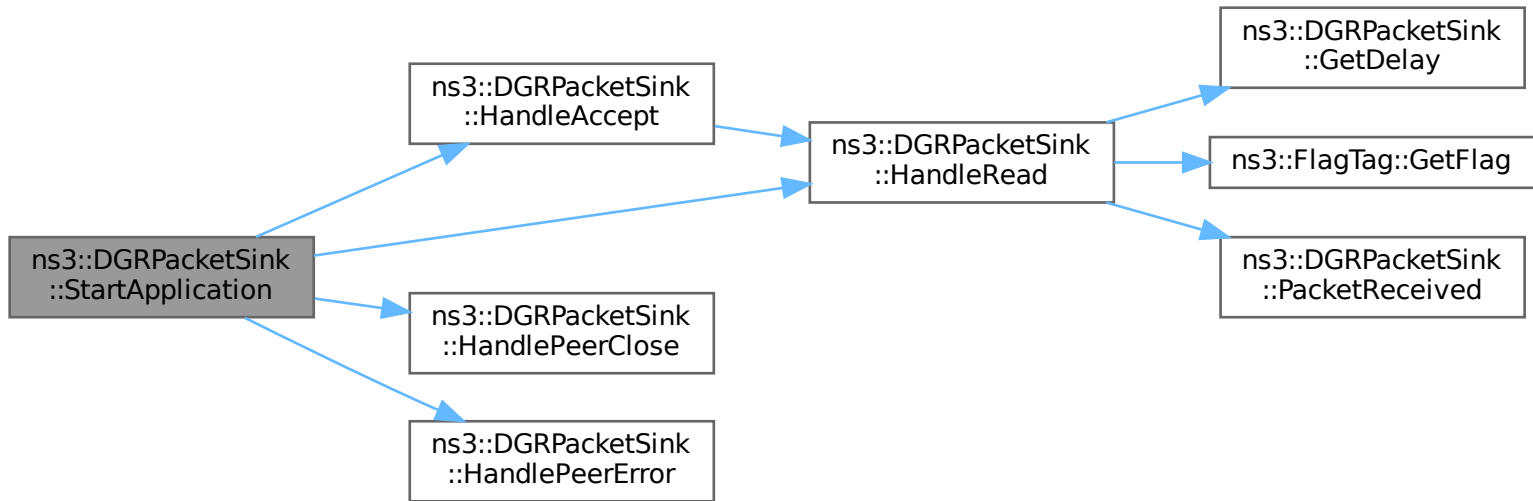 ns3::DGRPacketSink
::StartApplication
ns3::DGRPacketSink
::HandleAccept
ns3::DGRPacketSink
::HandleRead
ns3::DGRPacketSink
::GetDelay
ns3::FlagTag::GetFlag
ns3::DGRPacketSink
::PacketReceived
ns3::DGRPacketSink
::HandlePeerClose
ns3::DGRPacketSink
::HandlePeerError